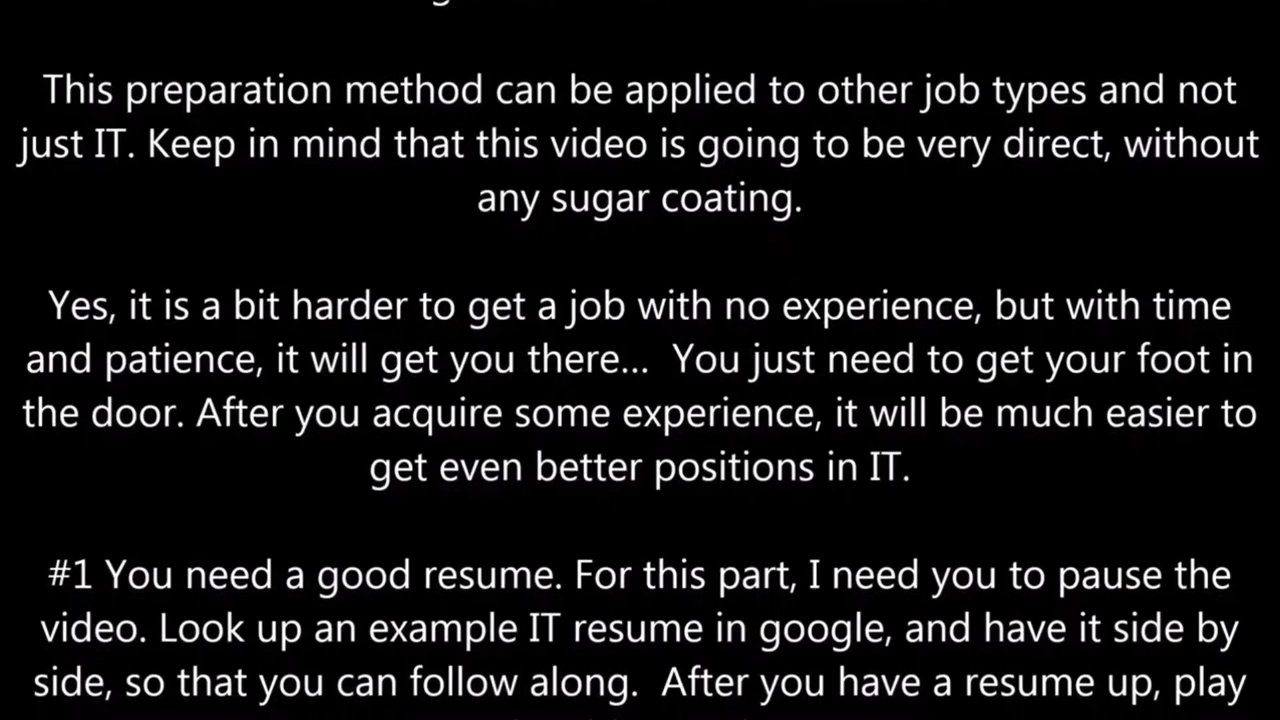 This preparation method can be applied to other job types and not
just IT. Keep in mind that this video is going to be very direct, without
any sugar coating.
Yes, it is a bit harder to get a job with no experience, but with time
and patience, it will get you there...  You just need to get your foot in
the door. After you acquire some experience, it will be much easier to
get even better positions in IT.
#1 You need a good resume. For this part, I need you to pause the
video. Look up an example IT resume in google, and have it side by
side, so that you can follow along.  After you have a resume up, play